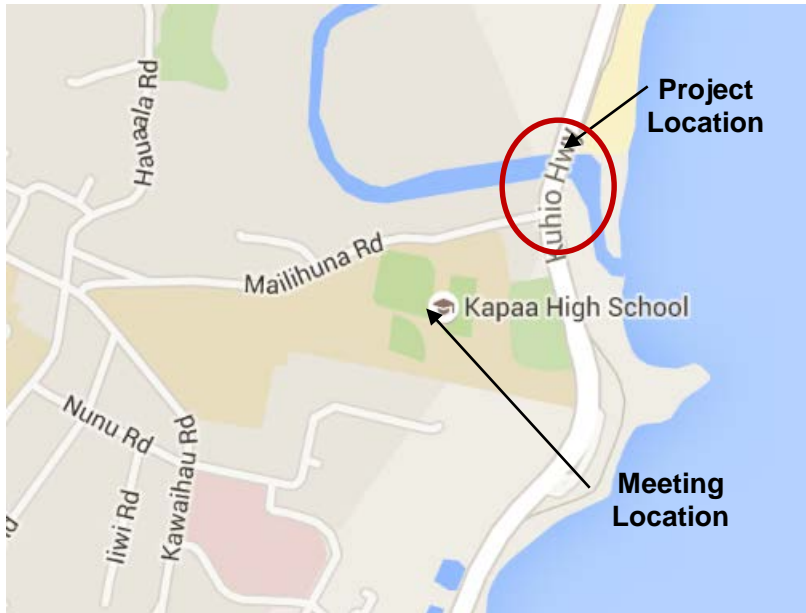 Hauaala Rd
Project
Location
Kuhio Hwy
Mailihuna Rd
Kapaa High School
Nunu Rd
Iiwi Rd
Kawaihau Rd
Meeting
Location